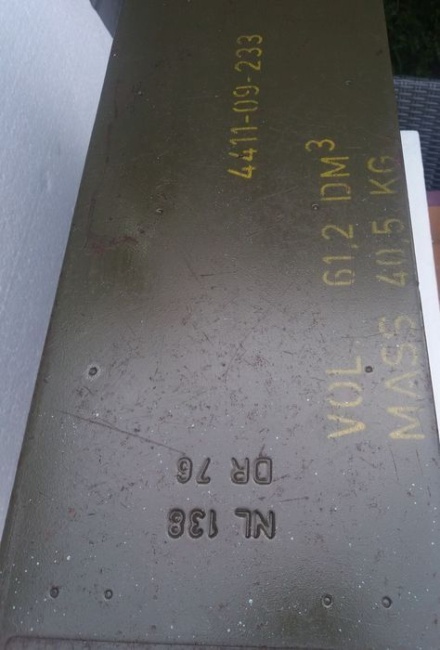 4411-09-233
VOL 61,2 DM³
MASS 40,5 KG
NL 138
DR 76